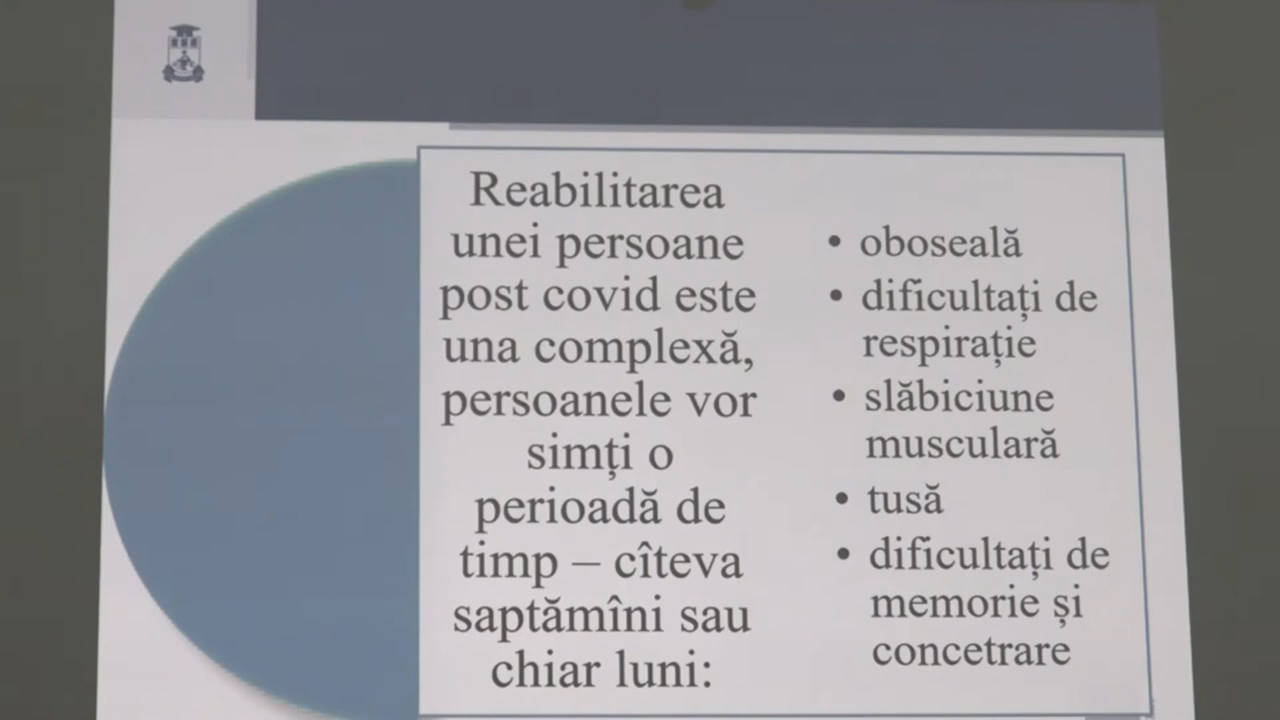 Reabilitarea
unei persoane
post covid este
una complexă,
persoanele vor
simți o
perioadă de
timp – cîteva
saptămîni sau
chiar luni:
• oboseală
• dificultați de
respirație
• slăbiciune
musculară
• tusă
• dificultați de
memorie și
concetrare